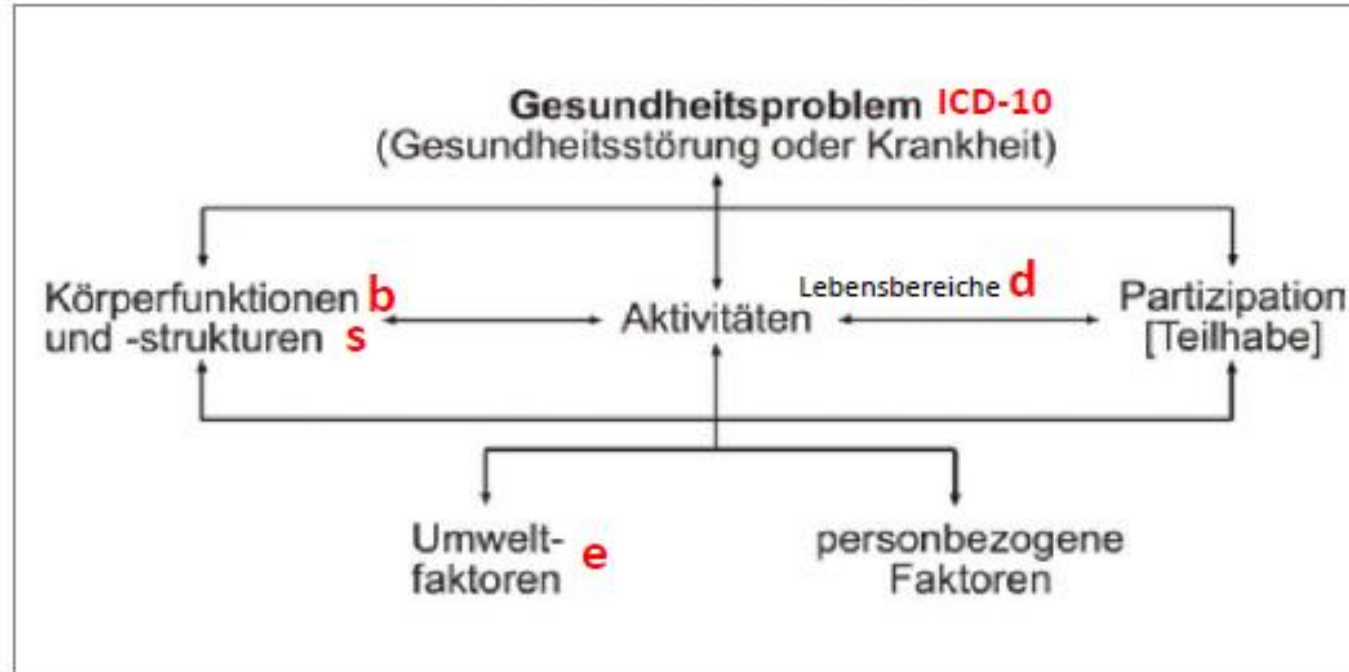 Gesundheitsproblem ICD-10
(Gesundheitsstörung oder Krankheit)
Körperfunktionen b
und -strukturen s
Aktivitäten
Lebensbereiche d
Partizipation
[Teilhabe]
Umwelt-
faktoren e
personbezogene
Faktoren